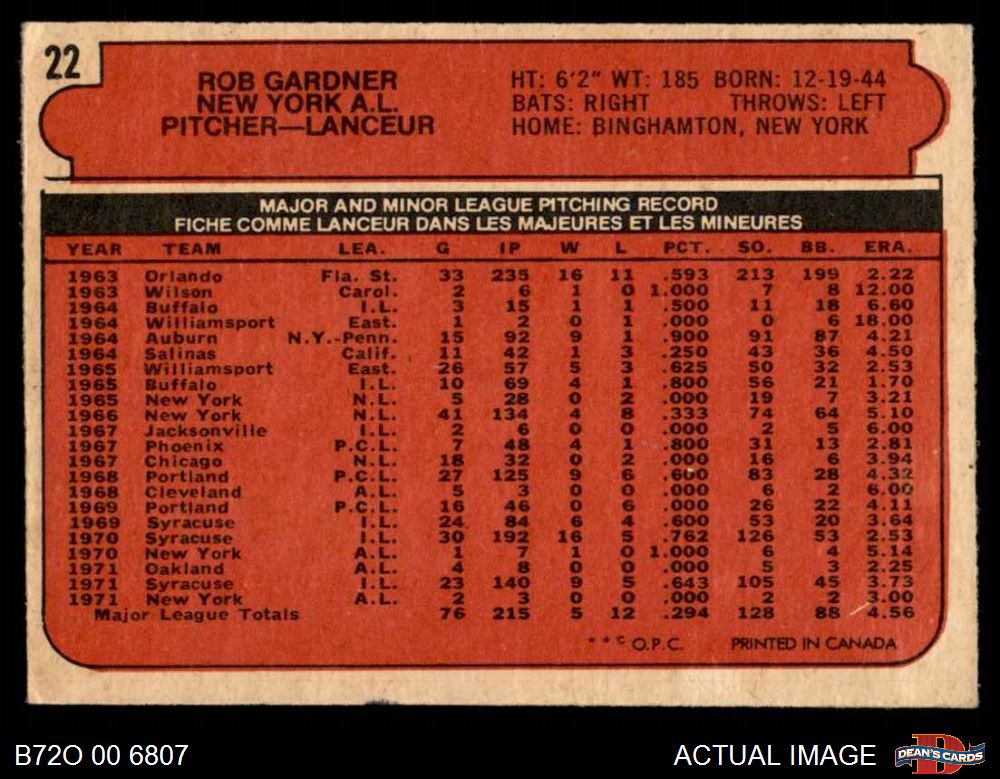 22
ROB GARDNER
NEW YORK A.L.
PITCHER—LANCEUR
HT: 6'2" WT: 185 BORN: 12-19-44
BATS: RIGHT THROWS: LEFT
HOME: BINGHAMTON, NEW YORK
MAJOR AND MINOR LEAGUE PITCHING RECORD
FICHE COMME LANCEUR DANS LES MAJEURES ET LES MINEURES
YEAR TEAM LEA. G IP W L PCT. SO. BB. ERA.
1963 Orlando Fla. St. 33 235 16 11 .593 213 199 2.22
1963 Wilson Carol. 2 6 1 0 1.000 7 8 12.00
1964 Buffalo I.L. 3 15 1 1 .500 11 18 6.60
1964 Williamsport East. 1 2 0 1 .000 0 6 18.00
1964 Auburn N.Y.-Penn. 15 92 9 1 .900 91 87 4.21
1964 Salinas Calif. 11 42 1 3 .250 43 36 4.50
1965 Williamsport East. 26 57 5 3 .625 50 32 2.53
1965 Buffalo I.L. 10 69 4 1 .800 56 21 1.70
1965 New York N.L. 5 28 0 2 .000 19 7 3.21
1966 New York N.L. 41 134 4 8 .333 74 64 5.10
1967 Jacksonville I.L. 2 6 0 0 .000 2 5 6.00
1967 Phoenix P.C.L. 7 48 4 1 .800 31 13 2.81
1967 Chicago N.L. 18 32 0 2 .000 16 6 3.94
1968 Portland P.C.L. 27 125 9 6 .600 83 28 4.32
1968 Cleveland A.L. 5 3 0 0 .000 6 2 6.00
1969 Portland P.C.L. 16 46 0 6 .000 26 22 4.11
1969 Syracuse I.L. 24 84 6 4 .600 53 20 3.64
1970 Syracuse I.L. 30 192 16 5 .762 126 53 2.53
1970 New York A.L. 1 7 1 0 1.000 6 4 5.14
1971 Oakland A.L. 4 8 0 0 .000 5 3 2.25
1971 Syracuse I.L. 23 140 9 5 .643 105 45 3.73
1971 New York A.L. 2 3 0 0 .000 2 2 3.00
Major League Totals 76 215 5 12 .294 128 88 4.56
* * © O.P.C. PRINTED IN CANADA
B72O 00 6807 ACTUAL IMAGE DEAN'S CARDS